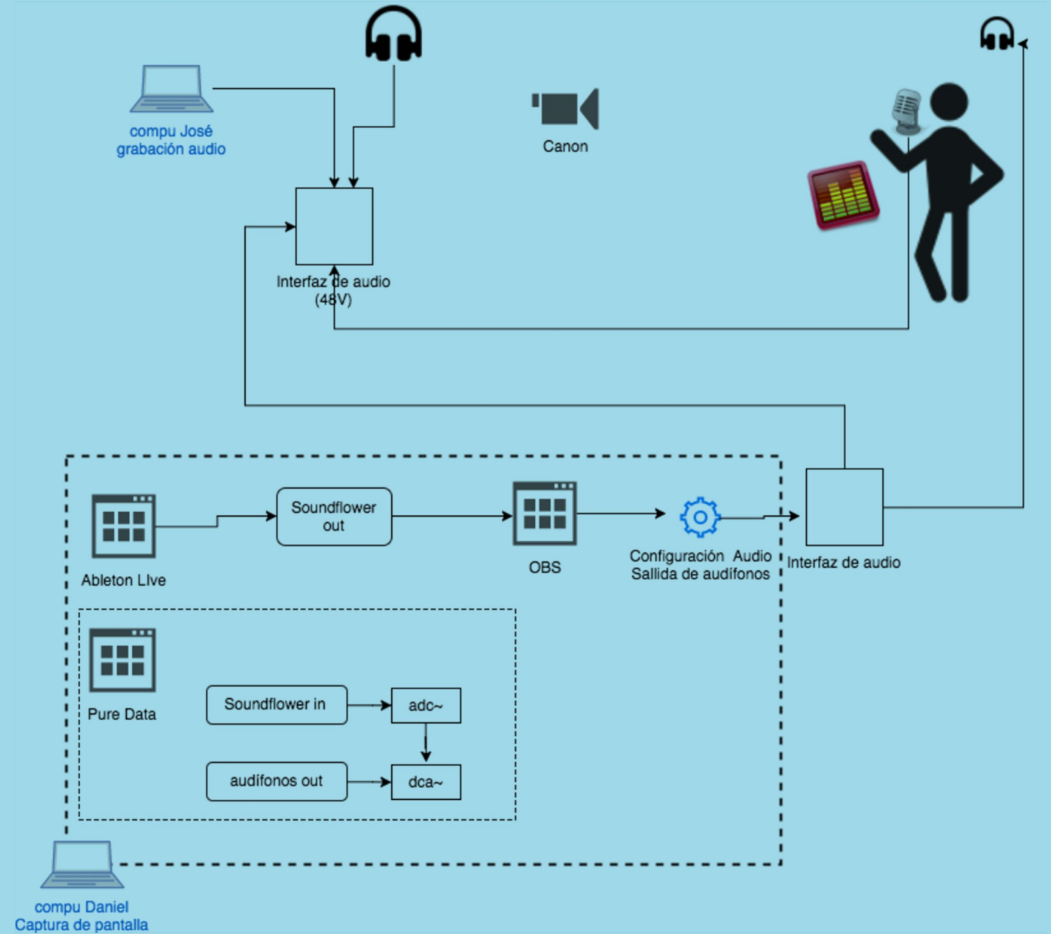 compu José
grabación audio
Canon
Interfaz de audio
(48V)
Soundflower
out
Ableton LIve
OBS
Configuración Audio
Sallida de audífonos
Interfaz de audio
Pure Data
Soundflower in
adc~
audífonos out
dca~
compu Daniel
Captura de pantalla